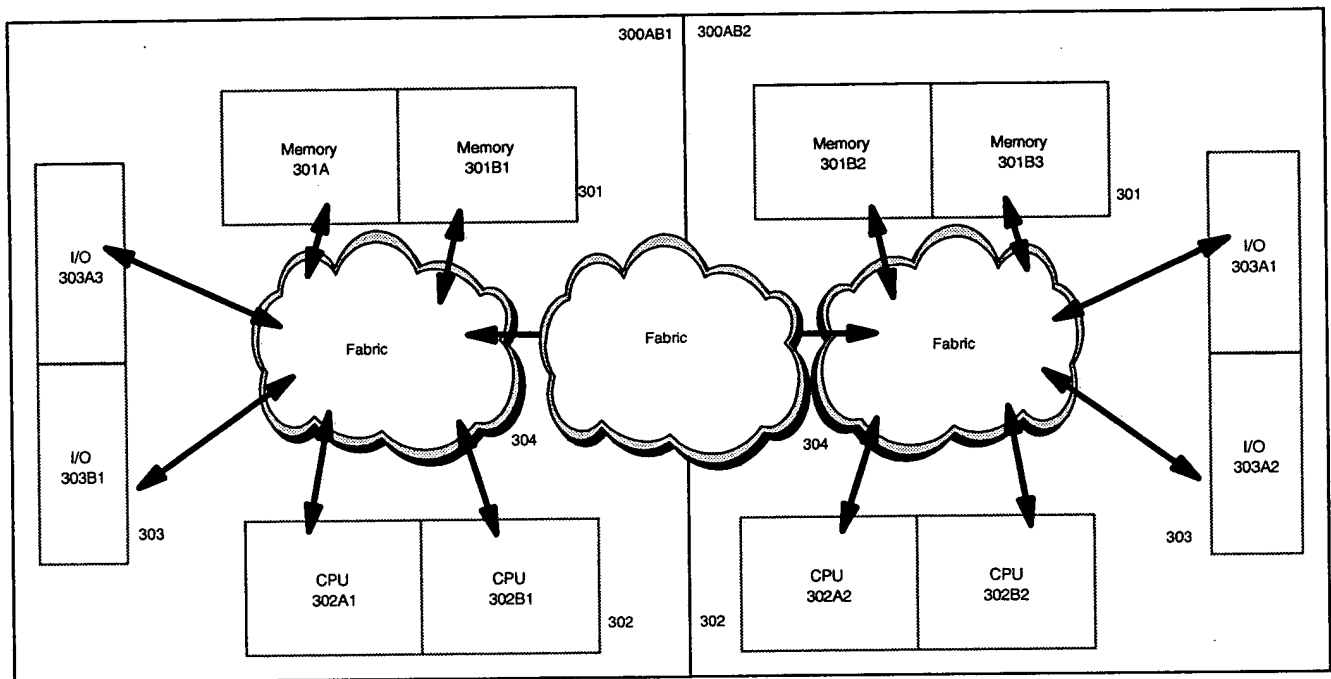 300AB1
300AB2
Memory
301A
Memory
301B1
301
Memory
301B2
Memory
301B3
301
I/O
303A3
I/O
303B1
303
Fabric
304
Fabric
Fabric
304
I/O
303A1
I/O
303A2
303
CPU
302A1
CPU
302B1
302
302
CPU
302A2
CPU
302B2